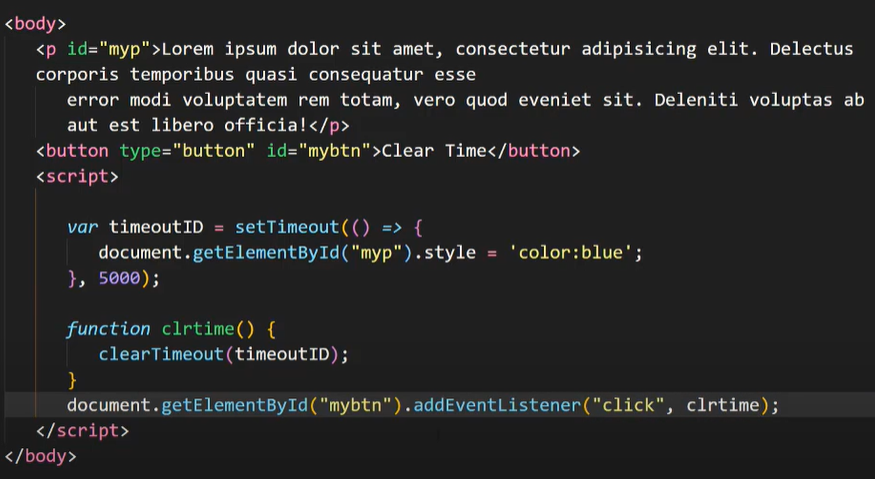 <body>
<p id="myp">Lorem ipsum dolor sit amet, consectetur adipisicing elit. Delectus
corporis temporibus quasi consequatur esse
error modi voluptatem rem totam, vero quod eveniet sit. Deleniti voluptas ab
aut est libero officia!</p>
<button type="button" id="mybtn">Clear Time</button>
<script>
var timeoutID = setTimeout(() => {
document.getElementById("myp").style = 'color:blue';
}, 5000);
function clrtime() {
clearTimeout(timeoutID);
}
document.getElementById("mybtn").addEventListener("click", clrtime);
</script>
</body>